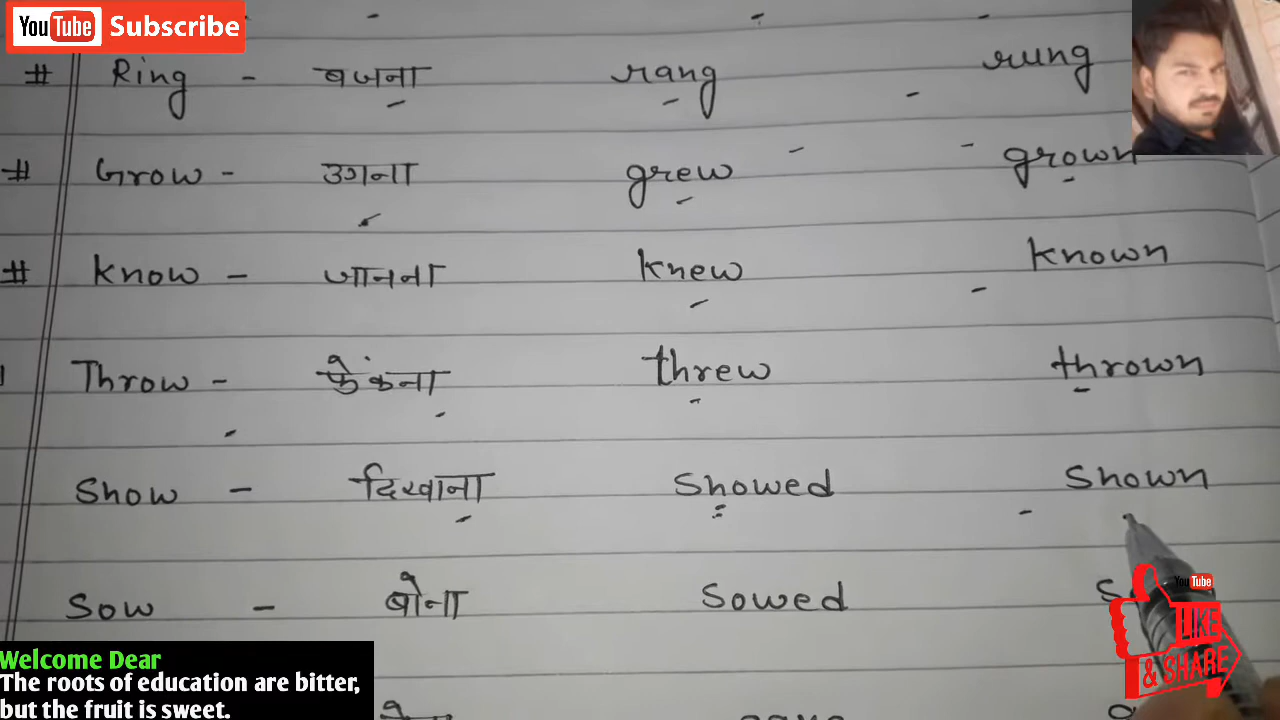 YouTube Subscribe
# Ring - बजना rang - rung
# Grow - उगना grew - grown
# Know - जानना knew - known
Throw - फेंकना threw thrown
Show - दिखाना Showed - Shown
Sow - बोना Sowed
YouTube
LIKE
& SHARE
Welcome Dear
The roots of education are bitter,
but the fruit is sweet.